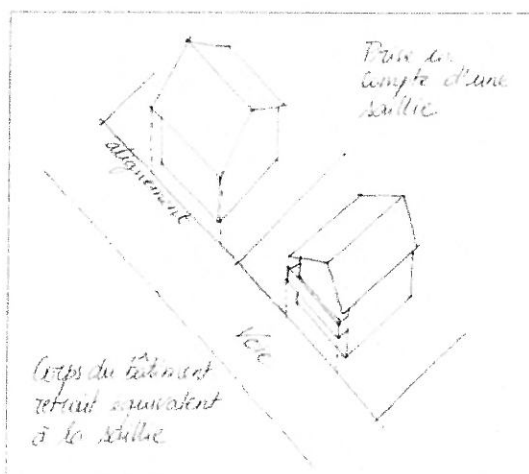 Prise en
compte d'une
saillie
alignement
Voie
Corps du bâtiment
retrait équivalent
à la saillie